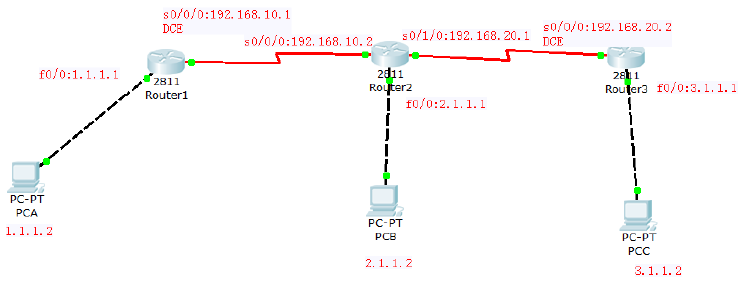 s0/0/0:192.168.10.1
DCE
s0/0/0:192.168.10.2
s0/1/0:192.168.20.1
s0/0/0:192.168.20.2
DCE
f0/0:1.1.1.1
2811
Router1
2811
Router2
2811
Router3
f0/0:2.1.1.1
f0/0:3.1.1.1
PC-PT
PCA
1.1.1.2
PC-PT
PCB
2.1.1.2
PC-PT
PCC
3.1.1.2